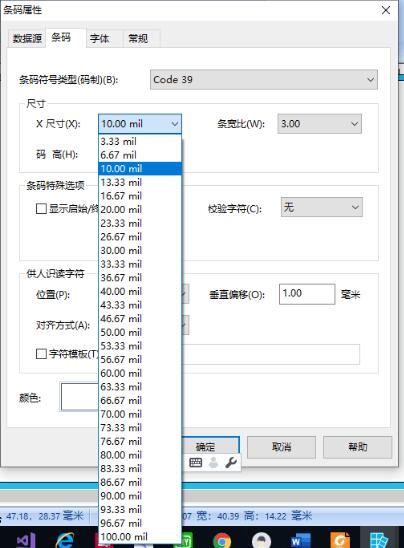 条码属性
数据源 条码 字体 常规
条码符号类型(码制)(B): Code 39
尺寸
X 尺寸(X): 10.00 mil 条宽比(W): 3.00
码 高(H):
3.33 mil
6.67 mil
10.00 mil
13.33 mil
16.67 mil
20.00 mil
23.33 mil
26.67 mil
30.00 mil
33.33 mil
36.67 mil
40.00 mil
43.33 mil
46.67 mil
50.00 mil
53.33 mil
56.67 mil
60.00 mil
63.33 mil
66.67 mil
70.00 mil
73.33 mil
76.67 mil
80.00 mil
83.33 mil
86.67 mil
90.00 mil
93.33 mil
96.67 mil
100.00 mil
条码特殊选项
显示启始/终 校验字符(C): 无
供人识读字符
位置(P): 垂直偏移(O): 1.00 毫米
对齐方式(A):
字符模板(T)
颜色:
确定 取消 帮助
47.18, 28.37 毫米 07 宽: 40.39 高: 14.22 毫米